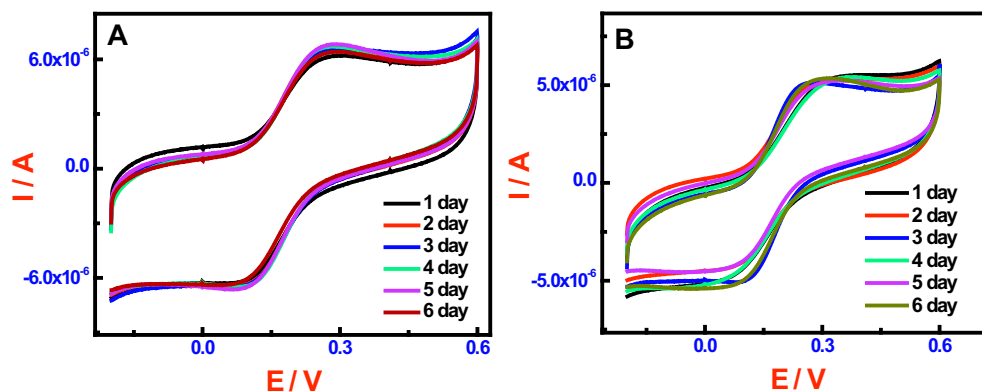 A
I / A
6.0x10-6
0.0
-6.0x10-6
1 day
2 day
3 day
4 day
5 day
6 day
0.0
0.3
0.6
E / V
B
I / A
5.0x10-6
0.0
-5.0x10-6
1 day
2 day
3 day
4 day
5 day
6 day
0.0
0.3
0.6
E / V